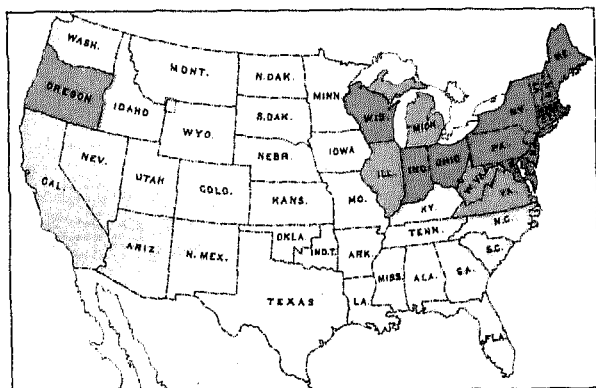 WASH.
MONT.
N.DAK.
MINN.
ME.
OREGON
IDAHO
S.DAK.
WIS.
MICH.
N.Y.
WYO.
NEBR.
IOWA
PA.
NEV.
UTAH
COLO.
ILL.
IND.
OHIO
CAL.
KANS.
MO.
W.VA.
VA.
KY.
N.C.
TENN.
ARIZ.
N.MEX.
OKLA.
IND.T.
ARK.
S.C.
MISS.
ALA.
GA.
TEXAS
LA.
FLA.